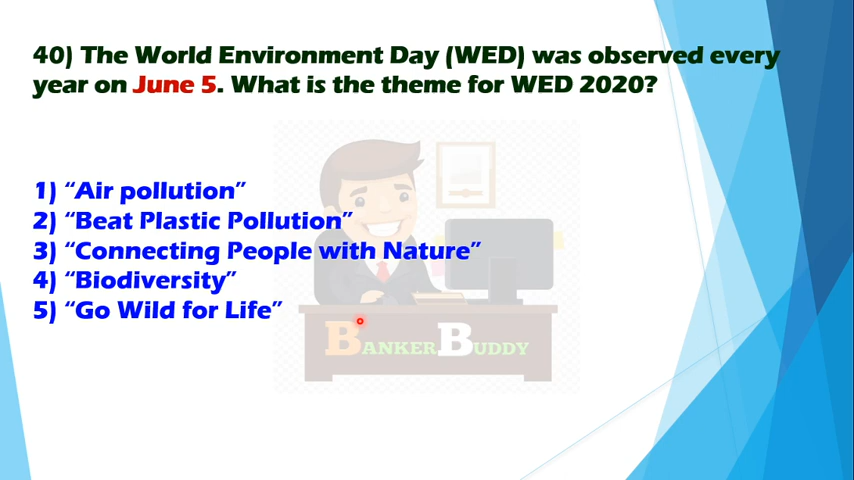 40) The World Environment Day (WED) was observed every
year on June 5. What is the theme for WED 2020?
1) “Air pollution”
2) “Beat Plastic Pollution”
3) “Connecting People with Nature”
4) “Biodiversity”
5) “Go Wild for Life”
BANKER BUDDY